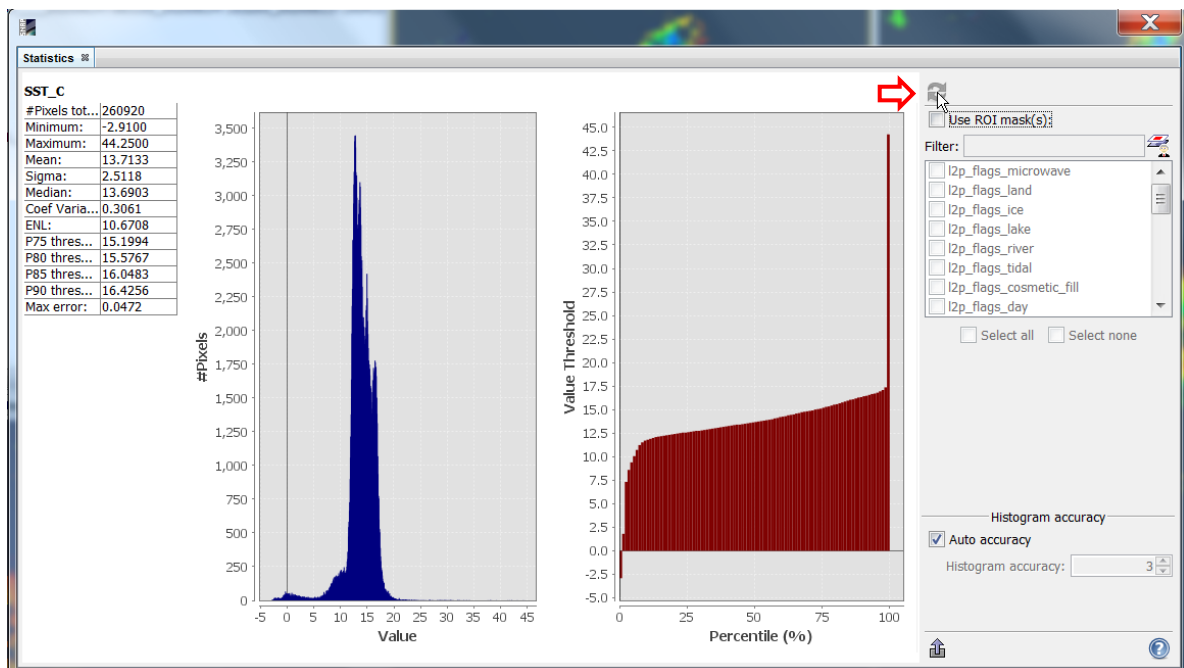 Statistics
SST_C
#Pixels tot... 260920
Minimum: -2.9100
Maximum: 44.2500
Mean: 13.7133
Sigma: 2.5118
Median: 13.6903
Coef Varia... 0.3061
ENL: 10.6708
P75 thres... 15.1994
P80 thres... 15.5767
P85 thres... 16.0483
P90 thres... 16.4256
Max error: 0.0472
3,500
3,250
3,000
2,750
2,500
2,250
2,000
1,750
1,500
1,250
1,000
750
500
250
0
#Pixels
-5 0 5 10 15 20 25 30 35 40 45
Value
45.0
42.5
40.0
37.5
35.0
32.5
30.0
27.5
25.0
22.5
20.0
17.5
15.0
12.5
10.0
7.5
5.0
2.5
0.0
-2.5
-5.0
Value Threshold
0 25 50 75 100
Percentile (%)
Use ROI mask(s):
Filter:
l2p_flags_microwave
l2p_flags_land
l2p_flags_ice
l2p_flags_lake
l2p_flags_river
l2p_flags_tidal
l2p_flags_cosmetic_fill
l2p_flags_day
Select all Select none
Histogram accuracy
Auto accuracy
Histogram accuracy: 3